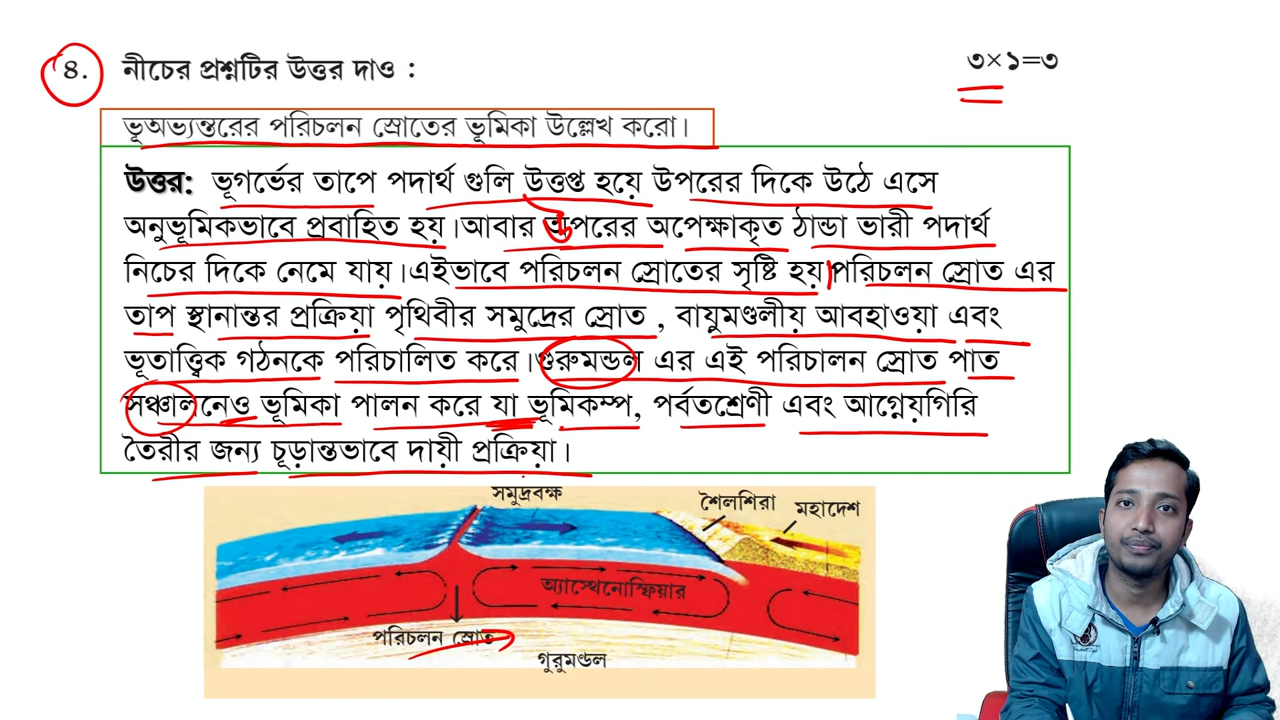 ৪. নীচের প্রশ্নটির উত্তর দাও : ৩×১=৩
ভূঅভ্যন্তরের পরিচলন স্রোতের ভূমিকা উল্লেখ করো।
উত্তর: ভূগর্ভের তাপে পদার্থ গুলি উত্তপ্ত হয়ে উপরের দিকে উঠে এসে
অনুভূমিকভাবে প্রবাহিত হয়।আবার উপরের অপেক্ষাকৃত ঠান্ডা ভারী পদার্থ
নিচের দিকে নেমে যায়।এইভাবে পরিচলন স্রোতের সৃষ্টি হয়।পরিচলন স্রোত এর
তাপ স্থানান্তর প্রক্রিয়া পৃথিবীর সমুদ্রের স্রোত , বায়ুমণ্ডলীয় আবহাওয়া এবং
ভূতাত্ত্বিক গঠনকে পরিচালিত করে।গুরুমন্ডল এর এই পরিচালন স্রোত পাত
সঞ্চালনেও ভূমিকা পালন করে যা ভূমিকম্প, পর্বতশ্রেণী এবং আগ্নেয়গিরি
তৈরীর জন্য চূড়ান্তভাবে দায়ী প্রক্রিয়া।
সমুদ্রবক্ষ
শৈলশিরা
মহাদেশ
অ্যাস্থেনোস্ফিয়ার
পরিচলন স্রোত
গুরুমণ্ডল